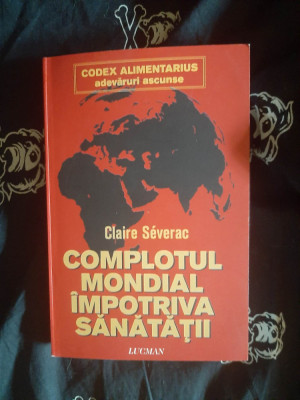 CODEX ALIMENTARIUS
adevăruri ascunse
Claire Séverac
COMPLOTUL
MONDIAL
ÎMPOTRIVA
SĂNĂTĂȚII
LUCMAN